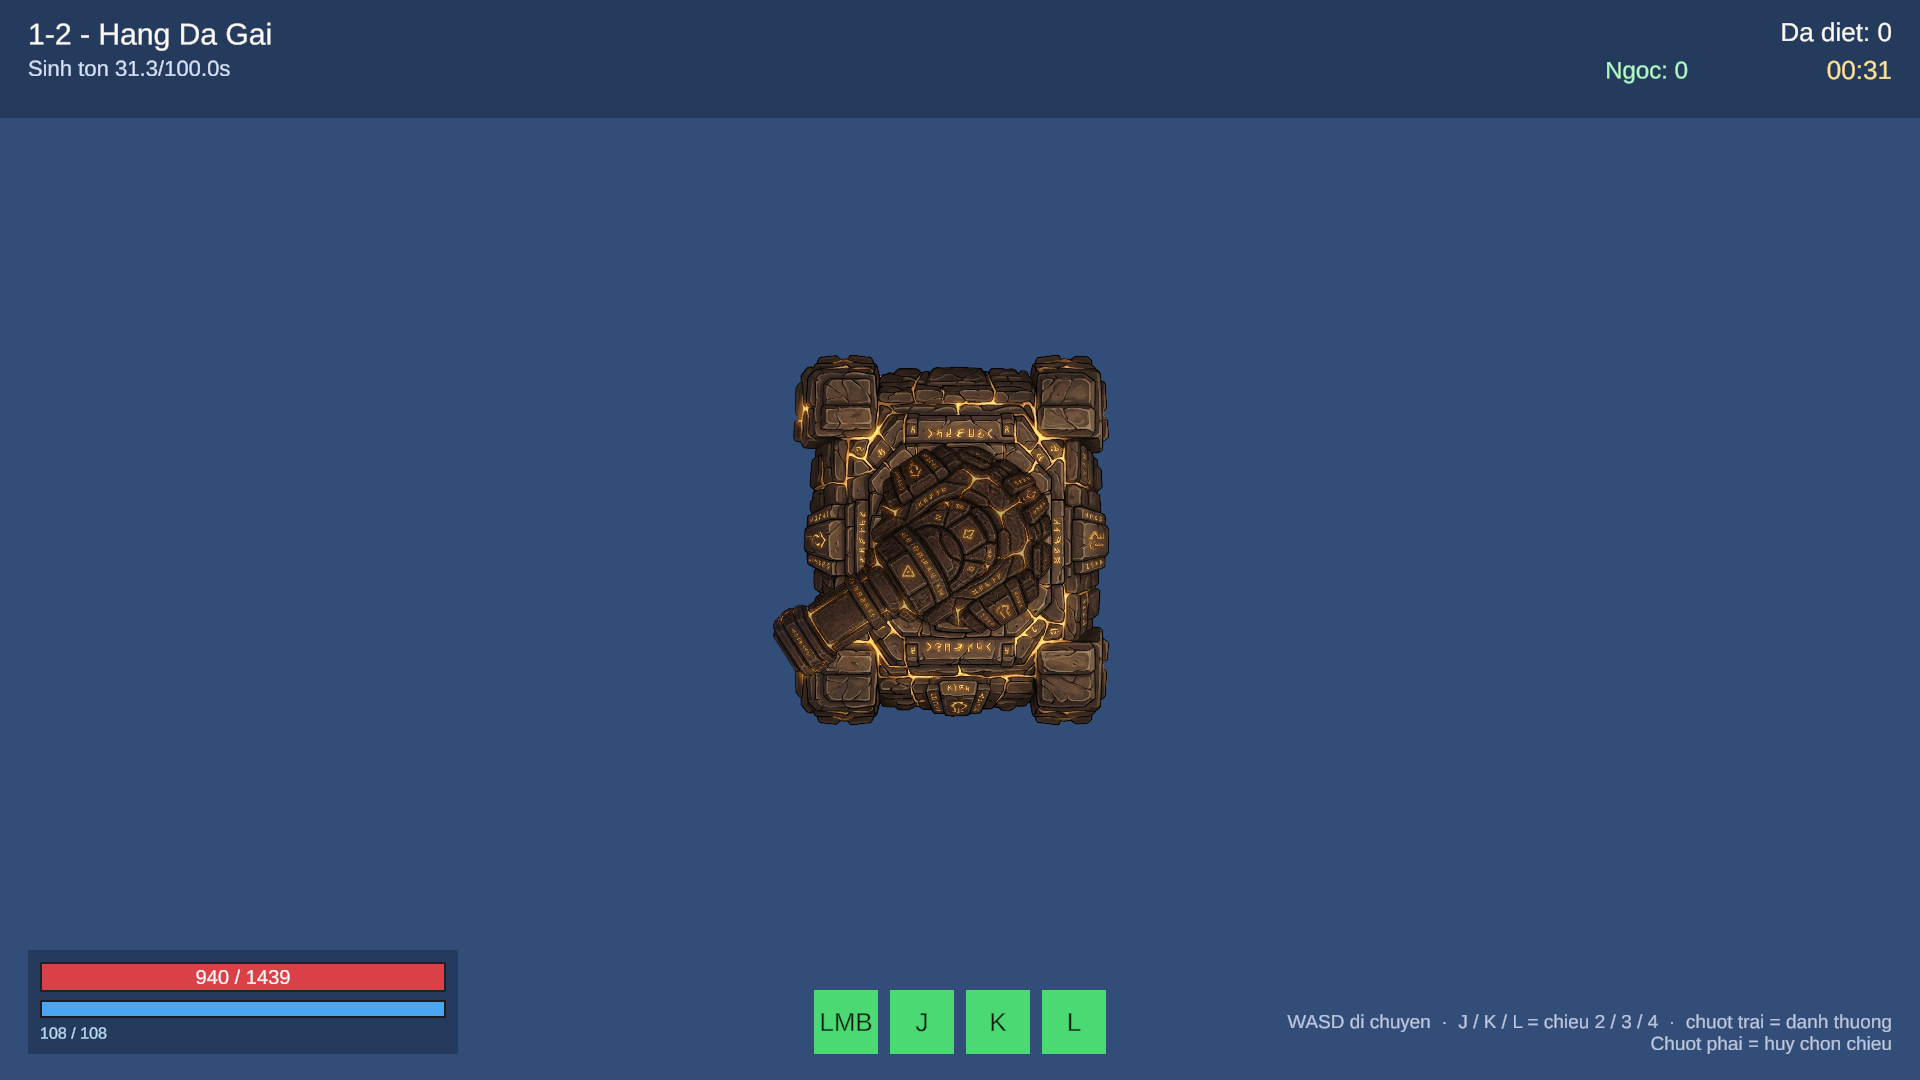 1-2 - Hang Da Gai
Sinh ton 31.3/100.0s
Da diet: 0
Ngoc: 0
00:31
940 / 1439
108 / 108
LMB
J
K
L
WASD di chuyen · J / K / L = chieu 2 / 3 / 4 · chuot trai = danh thuong
Chuot phai = huy chon chieu